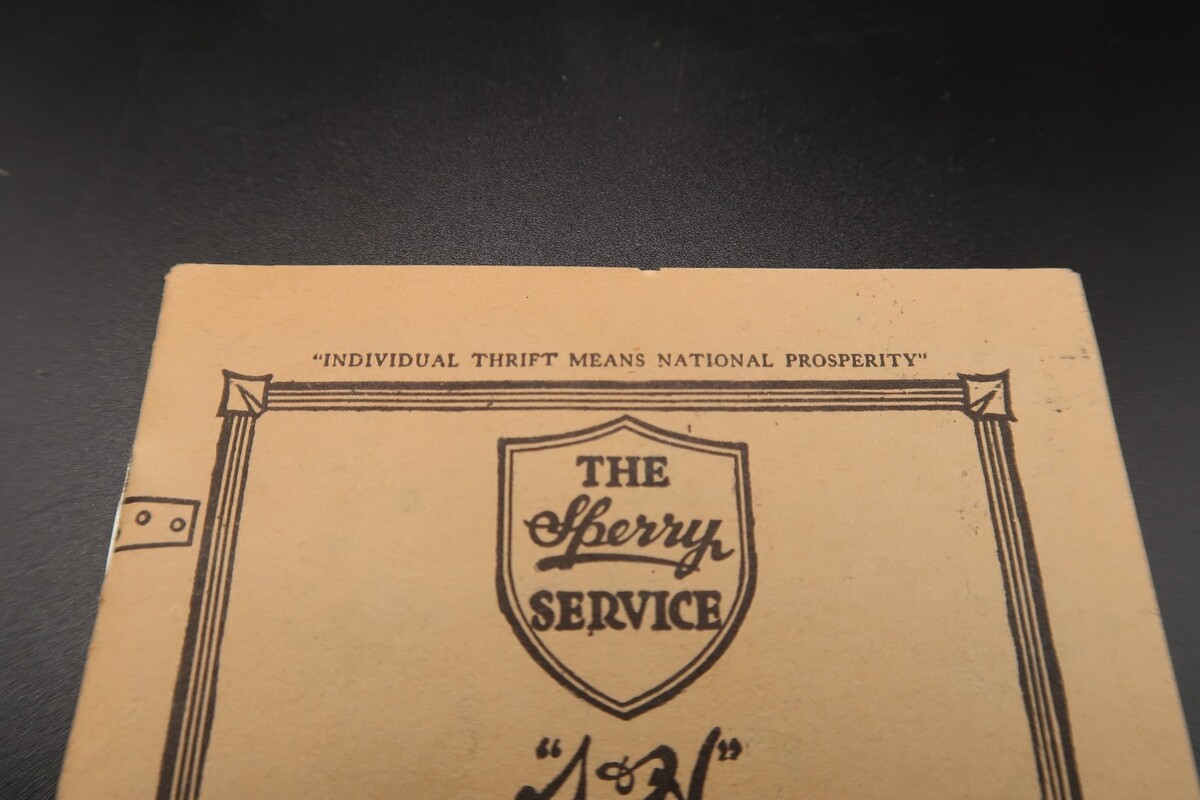 "INDIVIDUAL THRIFT MEANS NATIONAL PROSPERITY"
THE
Sperry
SERVICE
"S&H"